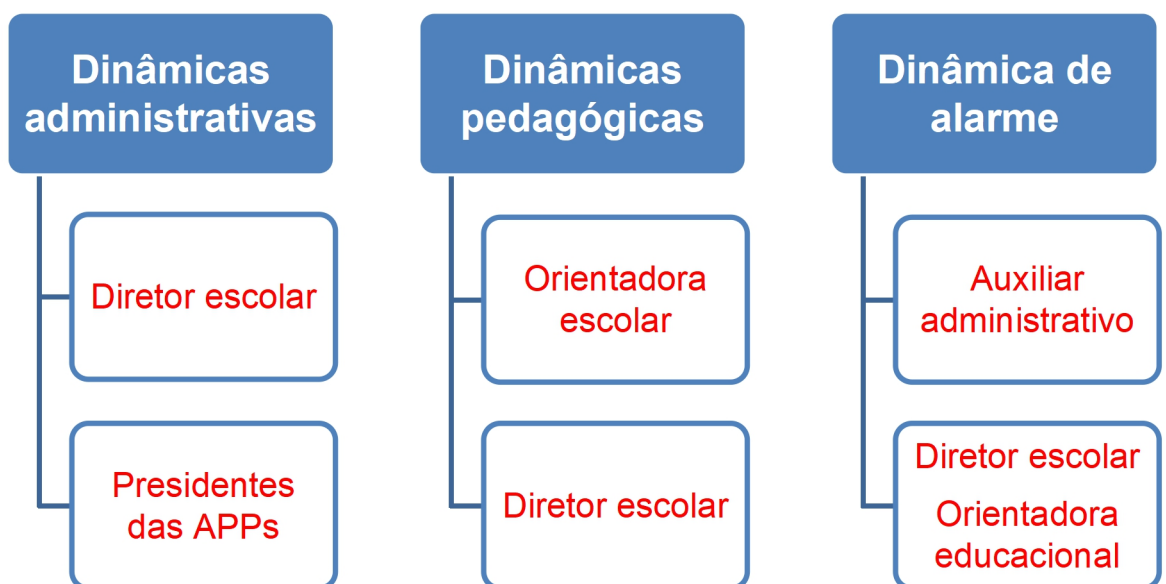 Dinâmicas
administrativas
Diretor escolar
Presidentes
das APPs
Dinâmicas
pedagógicas
Orientadora
escolar
Diretor escolar
Dinâmica de
alarme
Auxiliar
administrativo
Diretor escolar
Orientadora
educacional